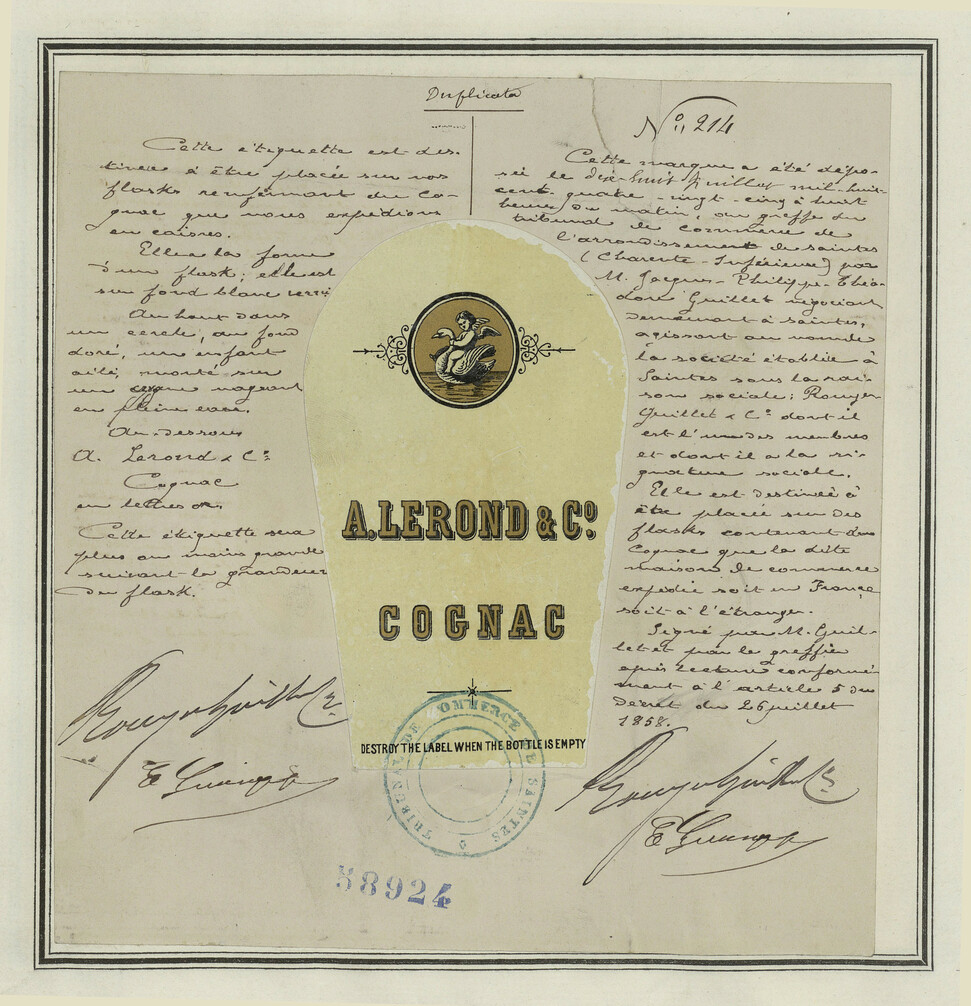 Duplicata
Cette étiquette est des-
tinée à être placée sur nos
flasks renfermant du Co-
gnac que nous expédions
en caisses.
Elle a la forme
d'un flask; elle est
sur fond blanc verni
Au haut dans
un cercle, au fond
doré, un enfant
ailé, monté sur
un cygne nageant
en pleine eau.
Au-dessous
A. Lerond & Cie
Cognac
en lettres or
Cette étiquette sera
plus ou moins grande
suivant la grandeur
du flask.
Rouyer Guillet & Co
No. 214
Cette marque a été dépo-
sée le dix-huit Juillet mil-huit-
cent-quatre-vingt-cinq à huit
heures du matin, au greffe du
tribunal de commerce de
l'arrondissement de Saintes
(Charente-Inférieure) par
M. Jacques-Philippe-Théo-
dore Guillet négociant
demeurant à Saintes,
agissant au nom de
la société établie à
Saintes sous la rai-
son sociale: Rouyer
Guillet & Ce dont il
est l'un des membres
et dont il a la si-
gnature sociale.
Elle est destinée à
être placée sur des
flasks contenant du
Cognac que la dite
maison de commerce
expédie soit en France
soit à l'étranger.
Signé par M. Guil-
let et par le greffier
après lecture conformé-
ment à l'article 5 du
décret du 26 juillet
1858.
Rouyer Guillet & Co
A. LEROND & Co.
COGNAC
DESTROY THE LABEL WHEN THE BOTTLE IS EMPTY
TRIBUNAL DE COMMERCE DE SAINTES
58924